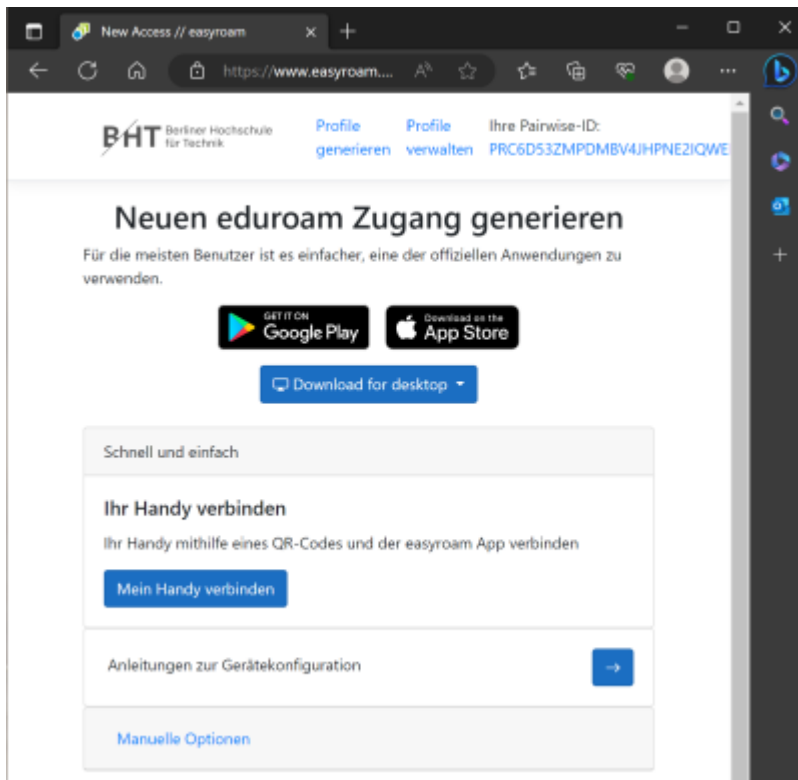 New Access // easyroam
https://www.easyroam....
BHT Berliner Hochschule
für Technik
Profile
generieren
Profile
verwalten
Ihre Pairwise-ID:
PRC6D53ZMPDMBV4JHPNE2IQWE
Neuen eduroam Zugang generieren
Für die meisten Benutzer ist es einfacher, eine der offiziellen Anwendungen zu
verwenden.
GET IT ON
Google Play
Download on the
App Store
Download for desktop
Schnell und einfach
Ihr Handy verbinden
Ihr Handy mithilfe eines QR-Codes und der easyroam App verbinden
Mein Handy verbinden
Anleitungen zur Gerätekonfiguration
Manuelle Optionen